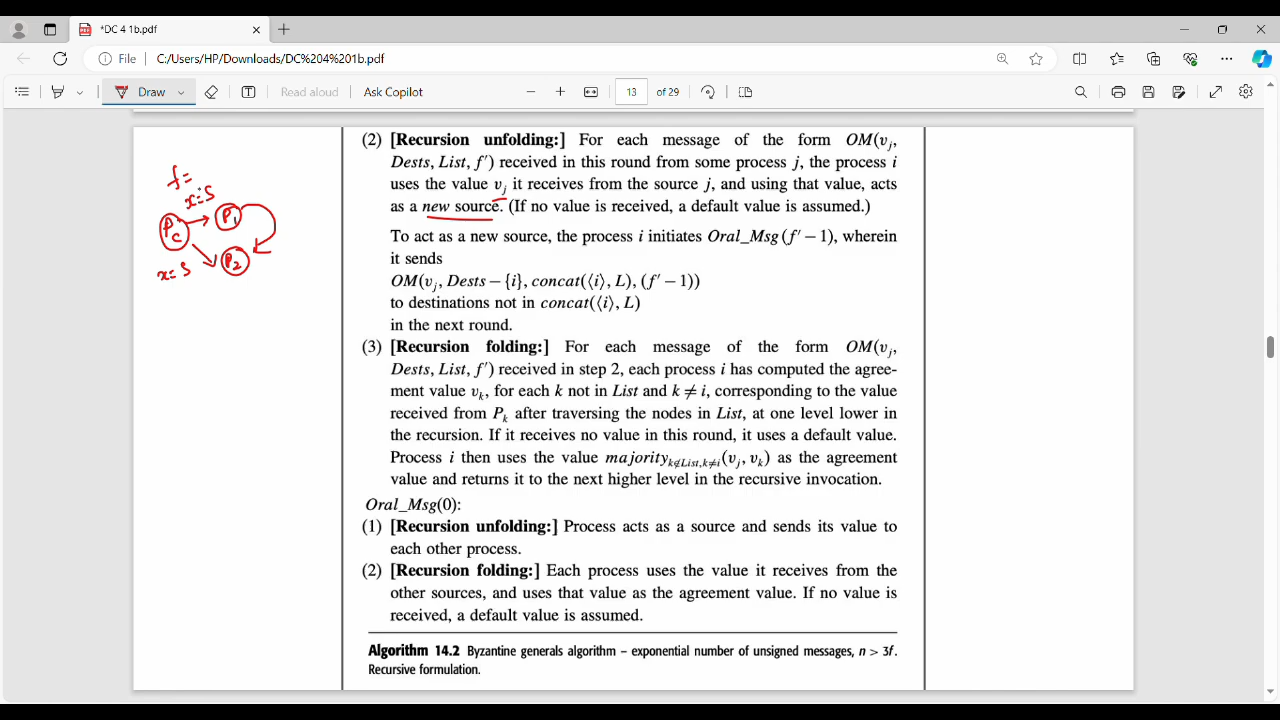 *DC 4 1b.pdf
File C:/Users/HP/Downloads/DC%204%201b.pdf
Draw Read aloud Ask Copilot 13 of 29
(2) [Recursion unfolding:] For each message of the form OM(vj,
Dests, List, f′) received in this round from some process j, the process i
uses the value vj it receives from the source j, and using that value, acts
as a new source. (If no value is received, a default value is assumed.)
To act as a new source, the process i initiates Oral_Msg(f′ − 1), wherein
it sends
OM(vj, Dests − {i}, concat(⟨i⟩, L), (f′ − 1))
to destinations not in concat(⟨i⟩, L)
in the next round.
(3) [Recursion folding:] For each message of the form OM(vj,
Dests, List, f′) received in step 2, each process i has computed the agree-
ment value vk, for each k not in List and k ≠ i, corresponding to the value
received from Pk after traversing the nodes in List, at one level lower in
the recursion. If it receives no value in this round, it uses a default value.
Process i then uses the value majorityk∉List,k≠i(vj, vk) as the agreement
value and returns it to the next higher level in the recursive invocation.
Oral_Msg(0):
(1) [Recursion unfolding:] Process acts as a source and sends its value to
each other process.
(2) [Recursion folding:] Each process uses the value it receives from the
other sources, and uses that value as the agreement value. If no value is
received, a default value is assumed.
Algorithm 14.2 Byzantine generals algorithm – exponential number of unsigned messages, n > 3f.
Recursive formulation.
f=
x=5
Pc P1
P2
x=5